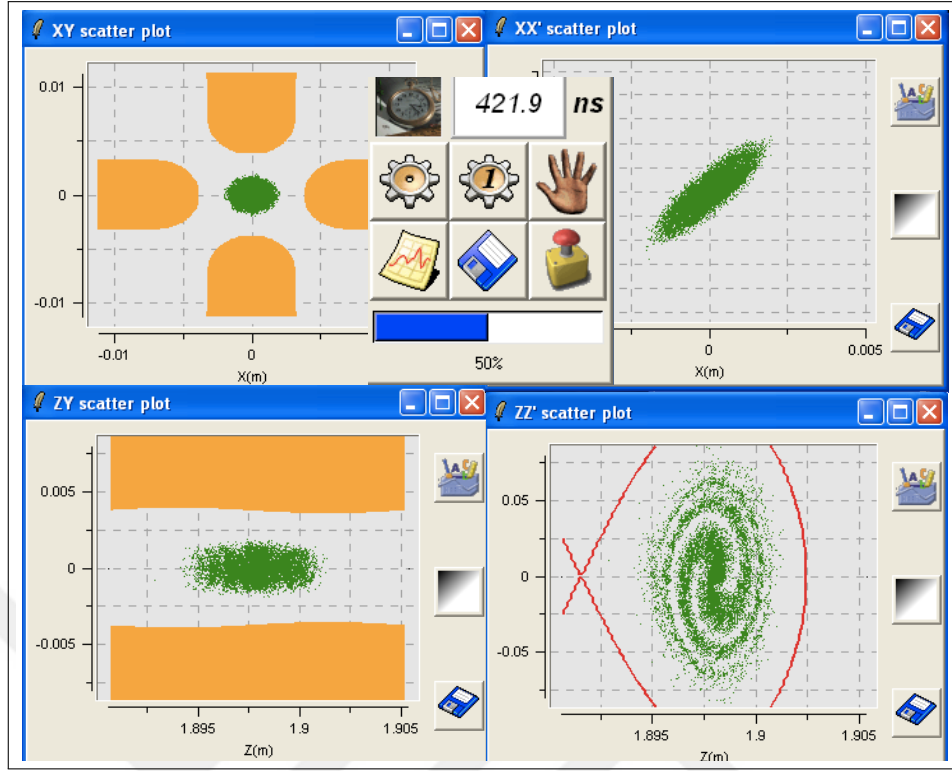 XY scatter plot
0.01
0
-0.01
-0.01
0
X(m)
XX' scatter plot
0
0.005
X(m)
421.9 ns
1
50%
ZY scatter plot
0.005
0
-0.005
1.895
1.9
1.905
Z(m)
ZZ' scatter plot
0.05
0
-0.05
1.895
1.9
1.905
Z(m)